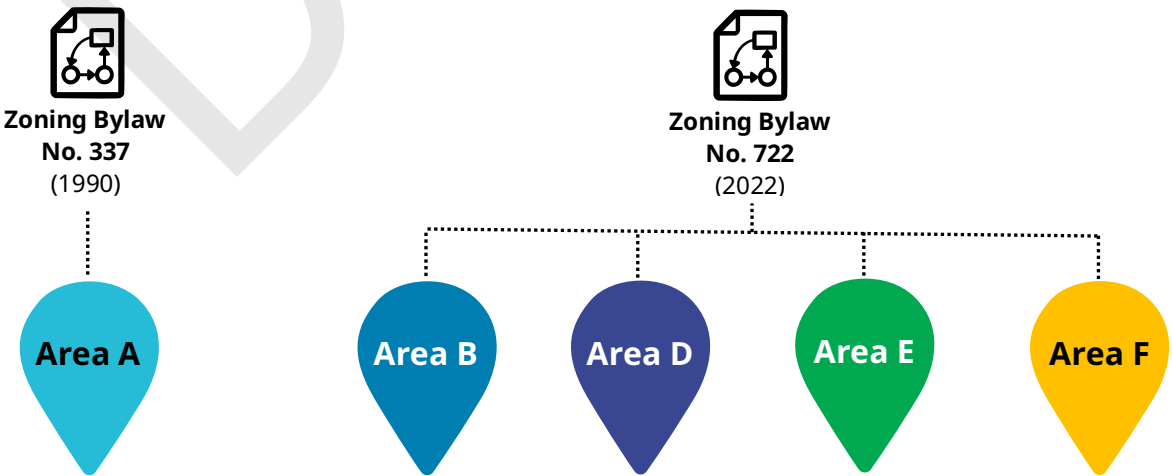 Zoning Bylaw
No. 337
(1990)
Zoning Bylaw
No. 722
(2022)
Area A
Area B
Area D
Area E
Area F